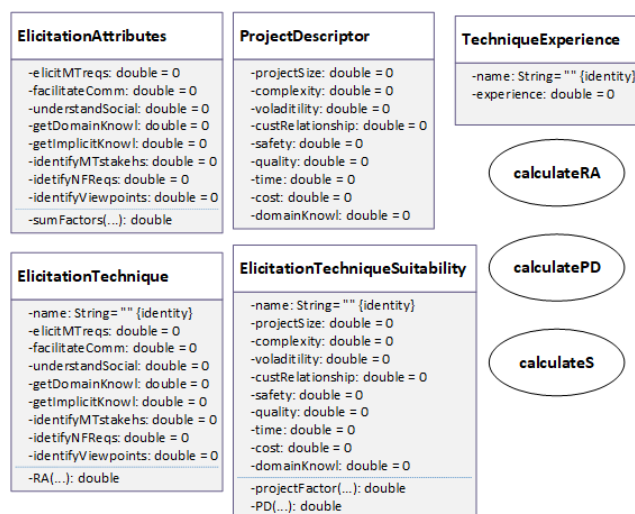 ElicitationAttributes
-elicitMTreqs: double = 0
-facilitateComm: double = 0
-understandSocial: double = 0
-getDomainKnowl: double = 0
-getImplicitKnowl: double = 0
-identifyMTstakehs: double = 0
-idetifyNFReqs: double = 0
-identifyViewpoints: double = 0
-sumFactors(...): double
ProjectDescriptor
-projectSize: double = 0
-complexity: double = 0
-voladitility: double = 0
-custRelationship: double = 0
-safety: double = 0
-quality: double = 0
-time: double = 0
-cost: double = 0
-domainKnowl: double = 0
TechniqueExperience
-name: String= "" {identity}
-experience: double = 0
calculateRA
calculatePD
calculateS
ElicitationTechnique
-name: String= "" {identity}
-elicitMTreqs: double = 0
-facilitateComm: double = 0
-understandSocial: double = 0
-getDomainKnowl: double = 0
-getImplicitKnowl: double = 0
-identifyMTstakehs: double = 0
-idetifyNFReqs: double = 0
-identifyViewpoints: double = 0
-RA(...): double
ElicitationTechniqueSuitability
-name: String= "" {identity}
-projectSize: double = 0
-complexity: double = 0
-voladitility: double = 0
-custRelationship: double = 0
-safety: double = 0
-quality: double = 0
-time: double = 0
-cost: double = 0
-domainKnowl: double = 0
-projectFactor(...): double
-PD(...): double